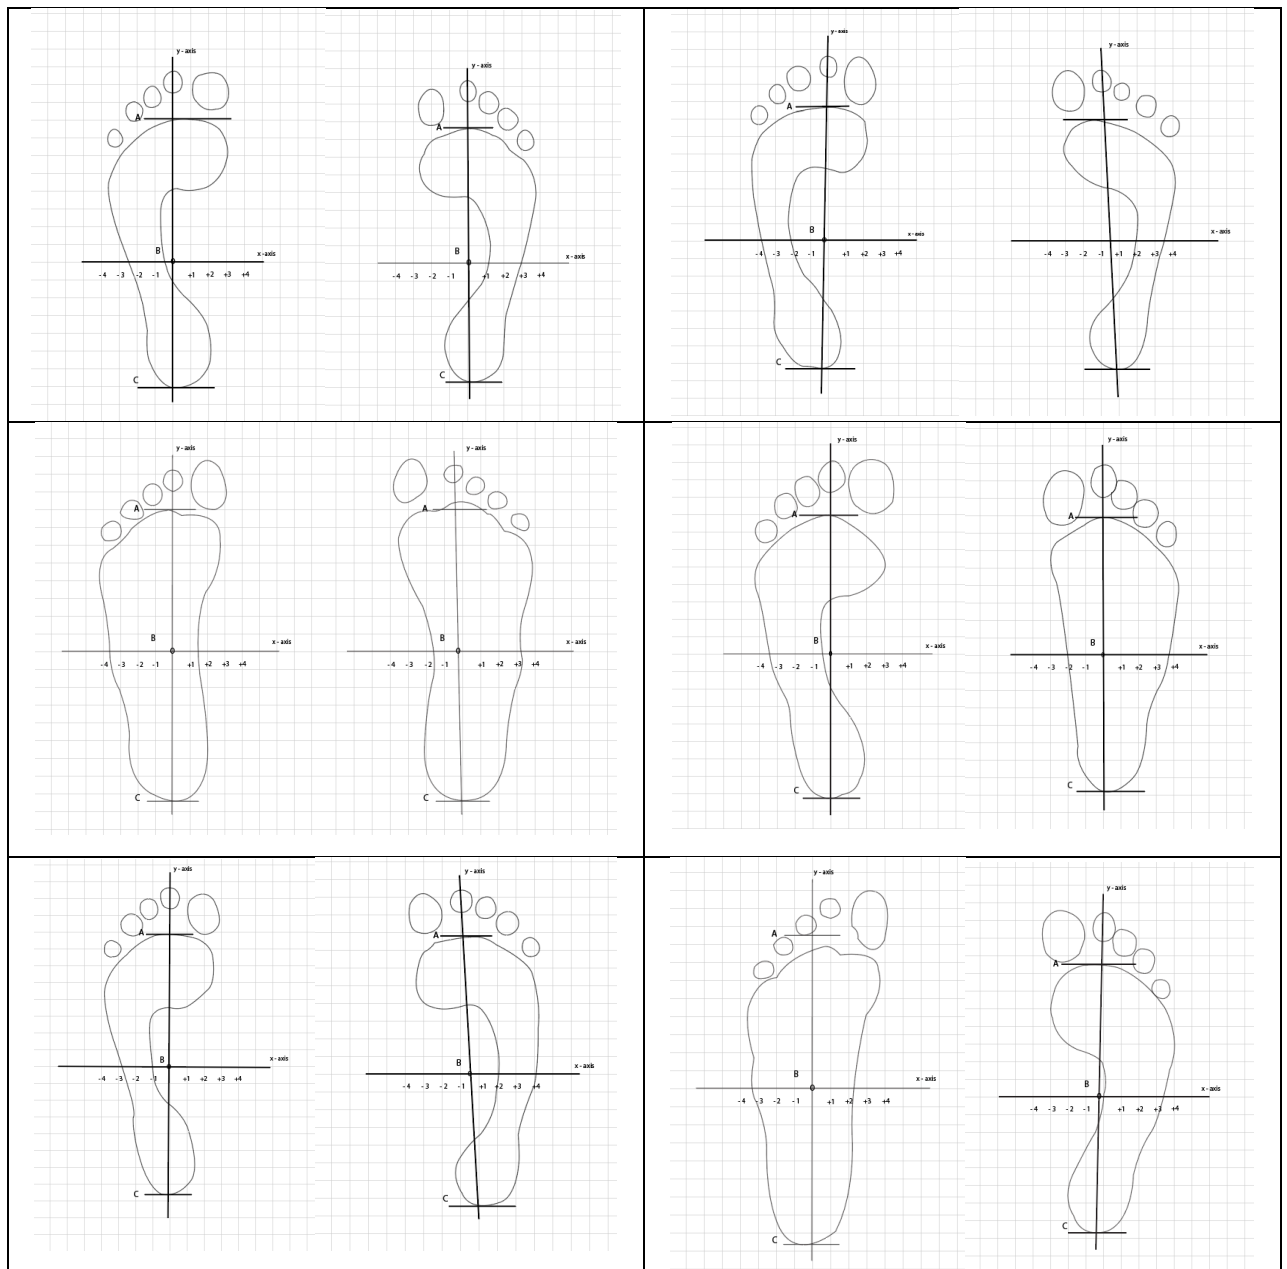 y - axis
A
B
x -axis
-4 -3 -2 -1 +1 +2 +3 +4
C
y - axis
A
B
x - axis
-4 -3 -2 -1 +1 +2 +3 +4
C
y - axis
A
B
x - axis
-4 -3 -2 -1 +1 +2 +3 +4
C
y - axis
-4 -3 -2 -1 +1 +2 +3 +4
y - axis
A
B
x - axis
-4 -3 -2 -1 0 +1 +2 +3 +4
C
y - axis
A
B
x - axis
-4 -3 -2 -1 0 +1 +2 +3 +4
C
y - axis
A
B
x - axis
-4 -3 -2 -1 +1 +2 +3 +4
C
y - axis
A
B
x - axis
-4 -3 -2 -1 +1 +2 +3 +4
C
y - axis
A
B
x - axis
-4 -3 -2 -1 +1 +2 +3 +4
C
y - axis
A
B
x - axis
-4 -3 -2 -1 +1 +2 +3 +4
C
y - axis
A
B
x - axis
-4 -3 -2 -1 0 +1 +2 +3 +4
C
y - axis
A
B
x - axis
-4 -3 -2 -1 +1 +2 +3 +4
C